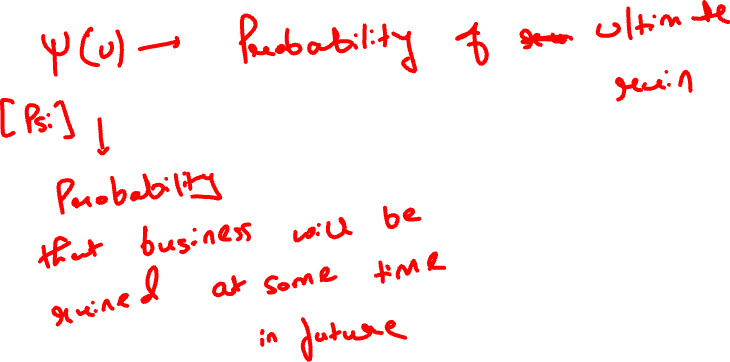 ψ(u) → Probability of ultimate
ruin
[Psi] ↓
Probability
that business will be
ruined at some time
in future